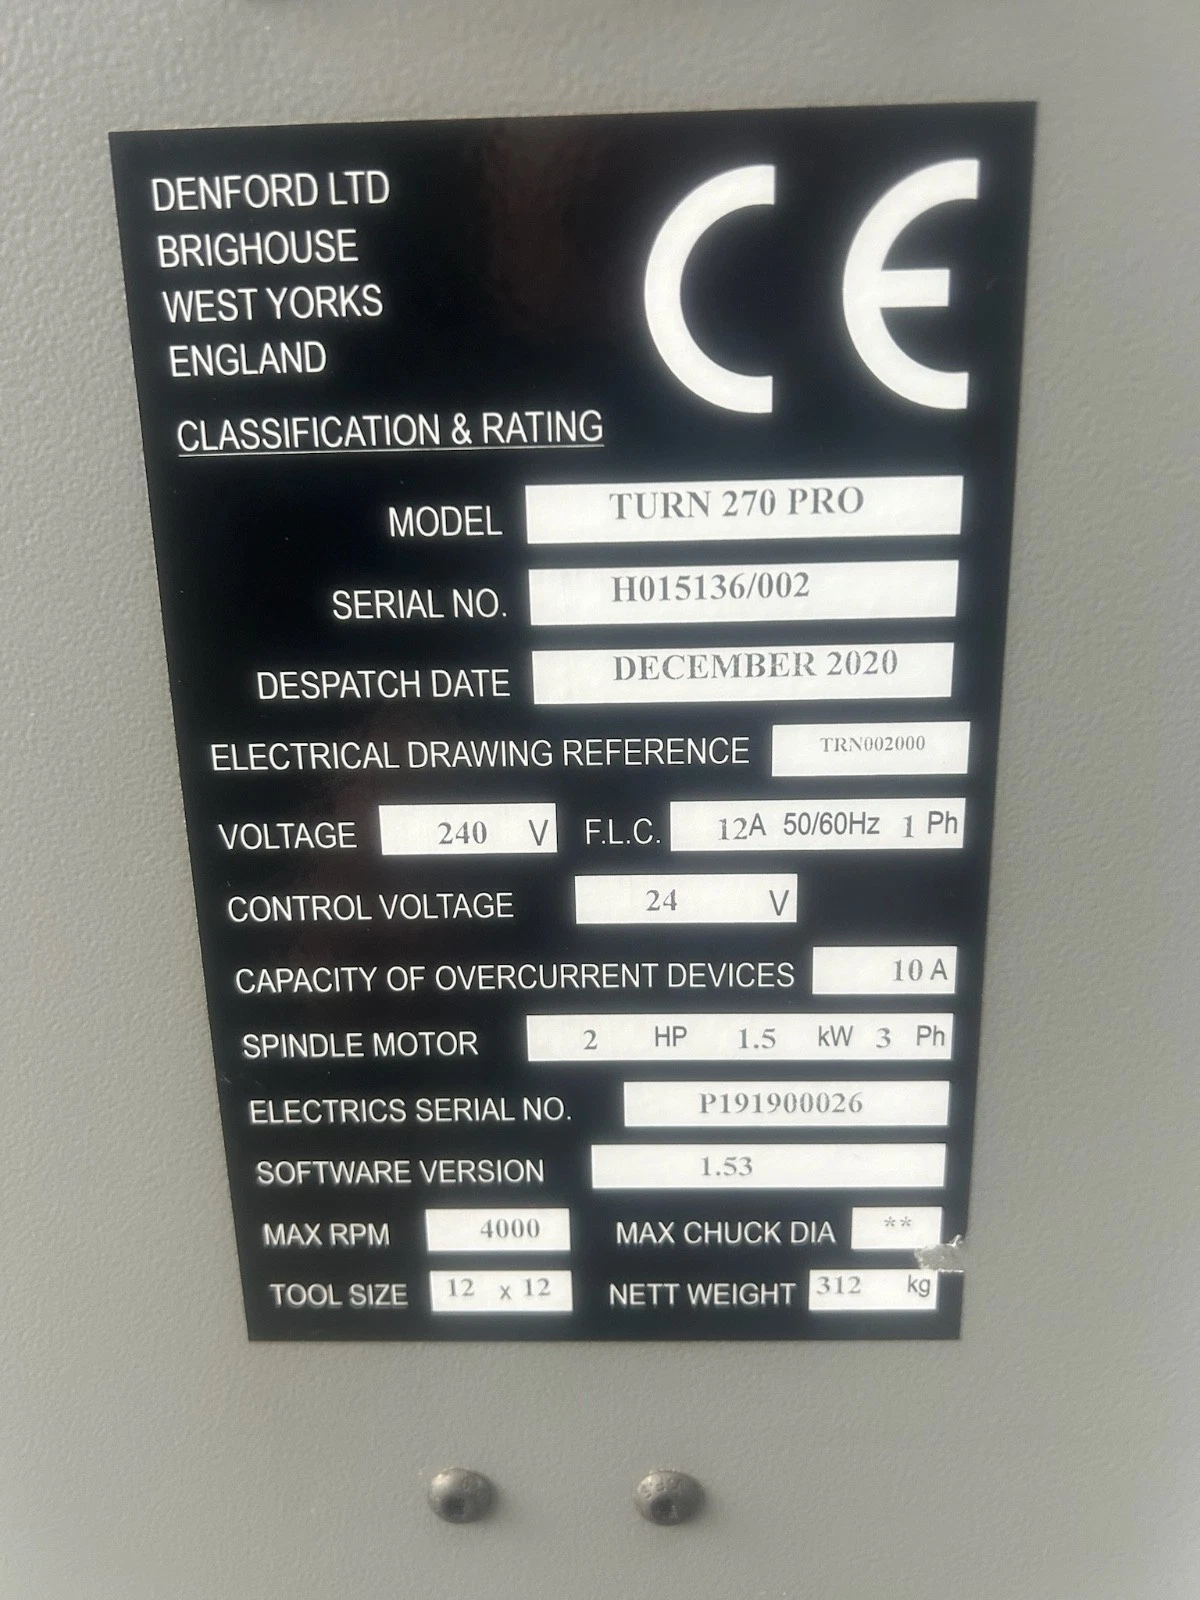 DENFORD LTD
BRIGHOUSE
WEST YORKS
ENGLAND
CE
CLASSIFICATION & RATING
MODEL TURN 270 PRO
SERIAL NO. H015136/002
DESPATCH DATE DECEMBER 2020
ELECTRICAL DRAWING REFERENCE TRN002000
VOLTAGE 240 V F.L.C. 12A 50/60Hz 1 Ph
CONTROL VOLTAGE 24 V
CAPACITY OF OVERCURRENT DEVICES 10 A
SPINDLE MOTOR 2 HP 1.5 kW 3 Ph
ELECTRICS SERIAL NO. P191900026
SOFTWARE VERSION 1.53
MAX RPM 4000 MAX CHUCK DIA **
TOOL SIZE 12 x 12 NETT WEIGHT 312 kg